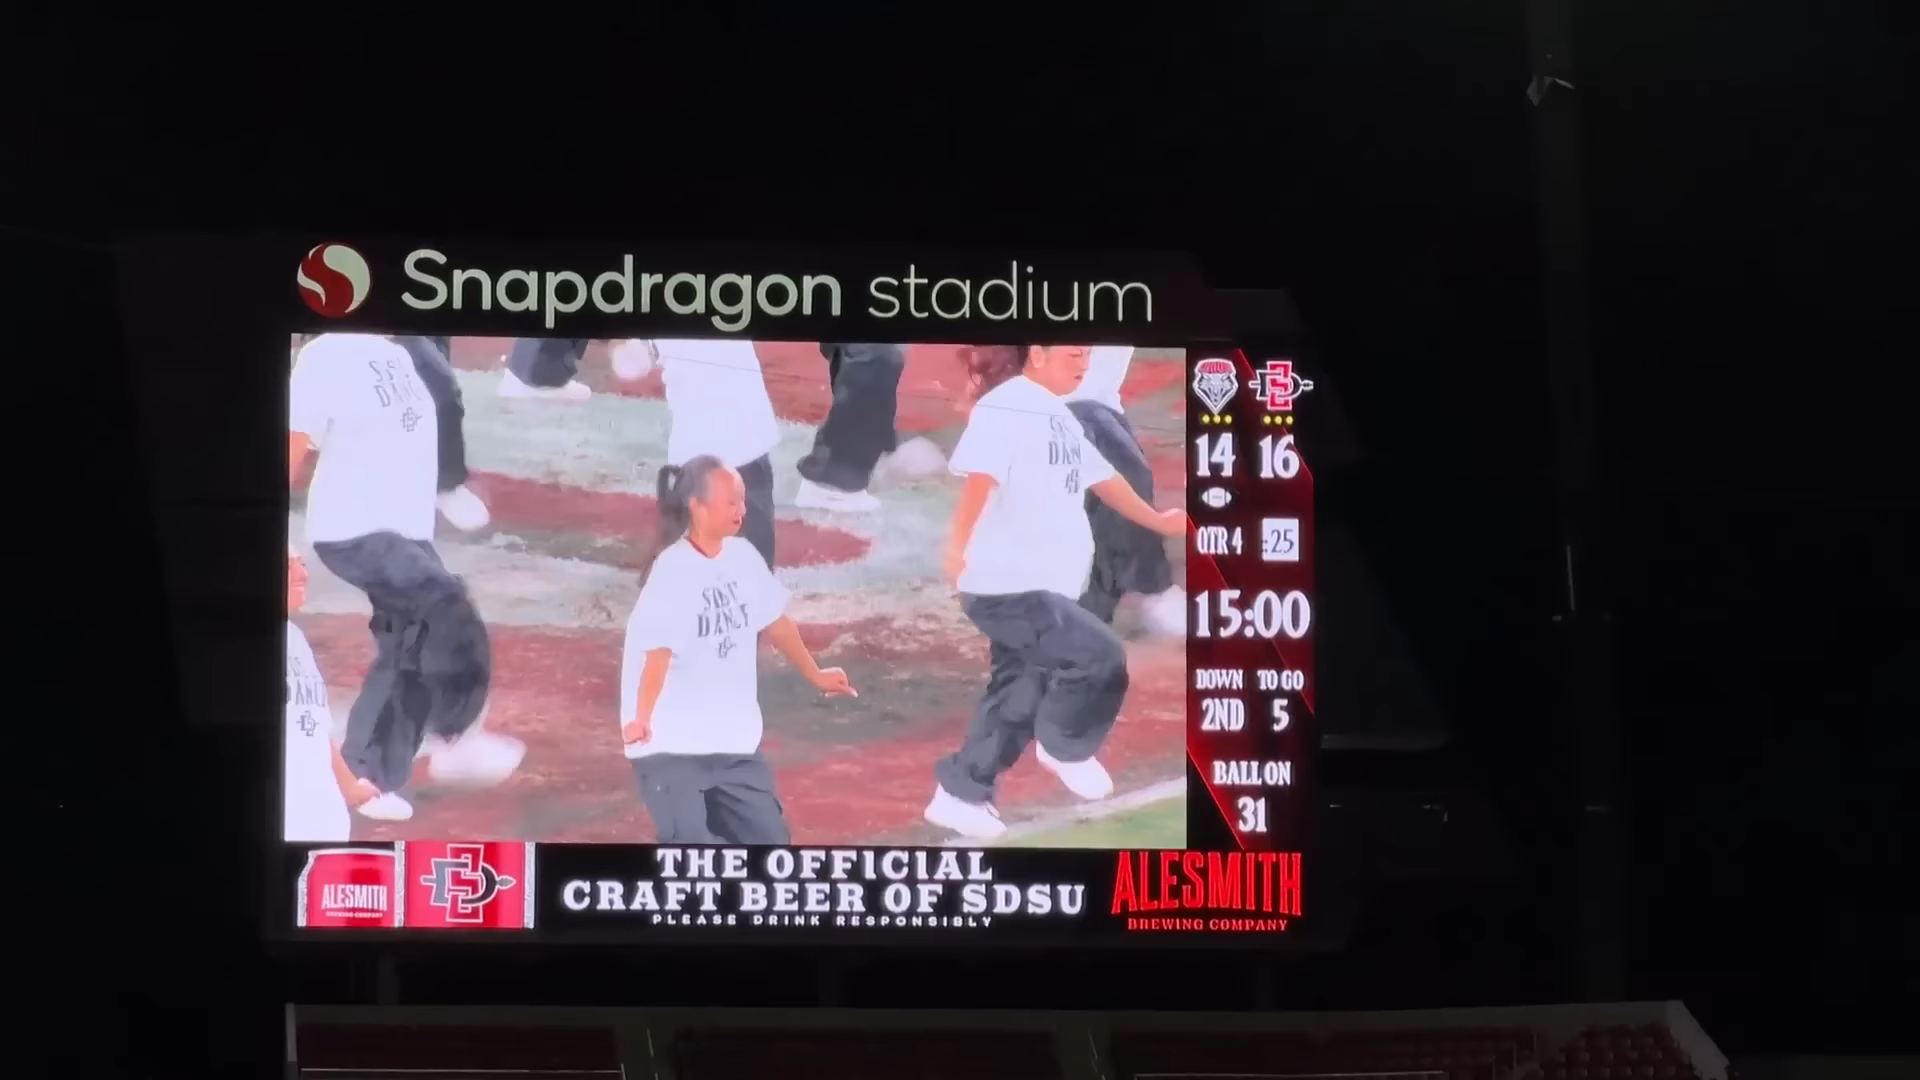 Snapdragon stadium
14 16
QTR 4 :25
15:00
DOWN TO GO
2ND 5
BALL ON
31
DANCE
ALESMITH
THE OFFICIAL
CRAFT BEER OF SDSU
PLEASE DRINK RESPONSIBLY
ALESMITH
BREWING COMPANY